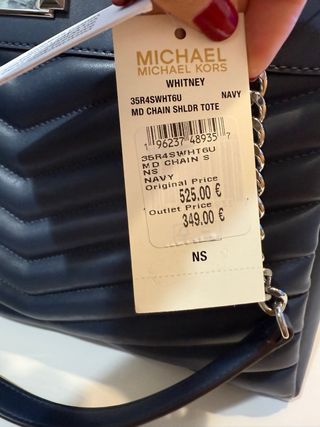 MICHAEL
MICHAEL KORS
WHITNEY
35R4SWHT6U NAVY
MD CHAIN SHLDR TOTE
1 96237 48935 7
35R4SWHT6U
MD CHAIN S
NS
NAVY
Original Price
525.00 €
Outlet Price
349.00 €
NS